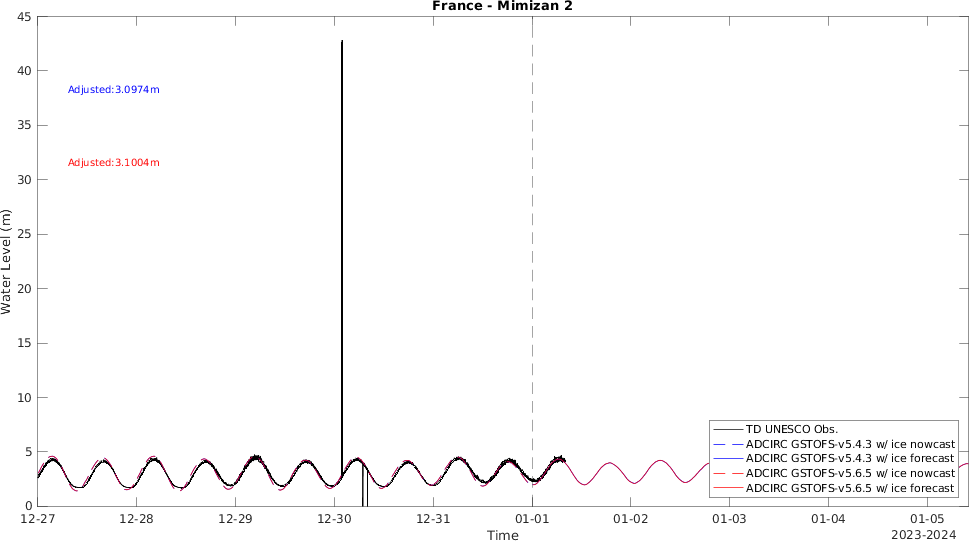 France - Mimizan 2
45
40
35
30
25
20
15
10
5
0
Water Level (m)
Adjusted:3.0974m
Adjusted:3.1004m
TD UNESCO Obs.
ADCIRC GSTOFS-v5.4.3 w/ ice nowcast
ADCIRC GSTOFS-v5.4.3 w/ ice forecast
ADCIRC GSTOFS-v5.6.5 w/ ice nowcast
ADCIRC GSTOFS-v5.6.5 w/ ice forecast
12-27 12-28 12-29 12-30 12-31 01-01 01-02 01-03 01-04 01-05
Time
2023-2024